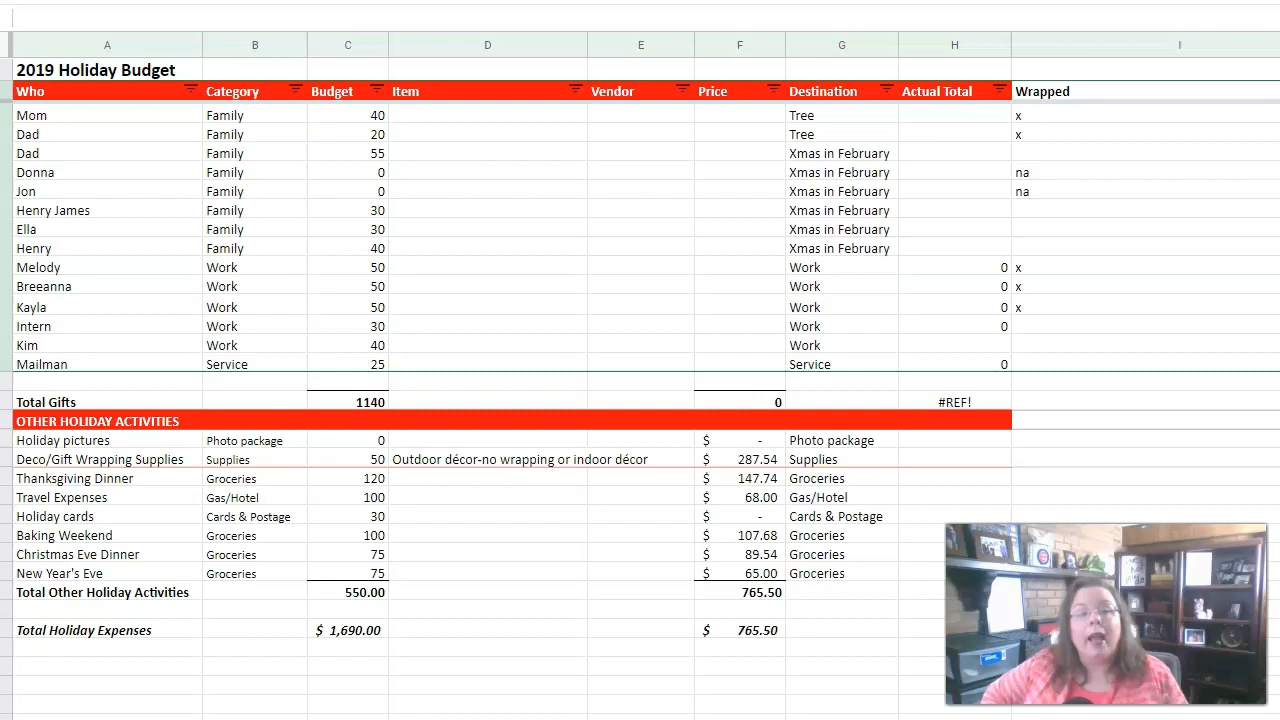 A B C D E F G H I
2019 Holiday Budget
Who Category Budget Item Vendor Price Destination Actual Total Wrapped
Mom Family 40 Tree x
Dad Family 20 Tree x
Dad Family 55 Xmas in February
Donna Family 0 Xmas in February na
Jon Family 0 Xmas in February na
Henry James Family 30 Xmas in February
Ella Family 30 Xmas in February
Henry Family 40 Xmas in February
Melody Work 50 Work 0 x
Breeanna Work 50 Work 0 x
Kayla Work 50 Work 0 x
Intern Work 30 Work 0
Kim Work 40 Work
Mailman Service 25 Service 0
Total Gifts 1140 0 #REF!
OTHER HOLIDAY ACTIVITIES
Holiday pictures Photo package 0 $ - Photo package
Deco/Gift Wrapping Supplies Supplies 50 Outdoor décor-no wrapping or indoor décor $ 287.54 Supplies
Thanksgiving Dinner Groceries 120 $ 147.74 Groceries
Travel Expenses Gas/Hotel 100 $ 68.00 Gas/Hotel
Holiday cards Cards & Postage 30 $ - Cards & Postage
Baking Weekend Groceries 100 $ 107.68 Groceries
Christmas Eve Dinner Groceries 75 $ 89.54 Groceries
New Year's Eve Groceries 75 $ 65.00 Groceries
Total Other Holiday Activities 550.00 765.50
Total Holiday Expenses $ 1,690.00 $ 765.50